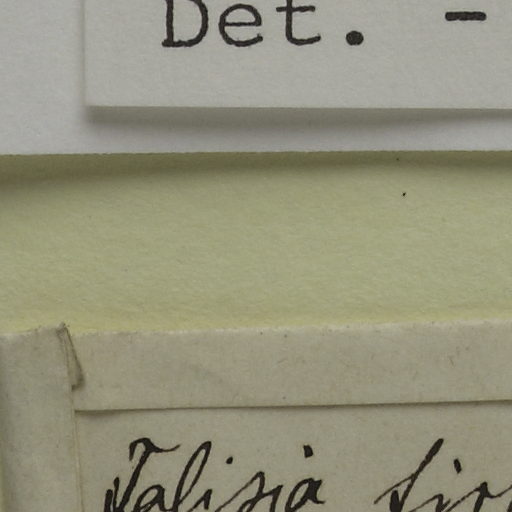 Det. -
Talisia